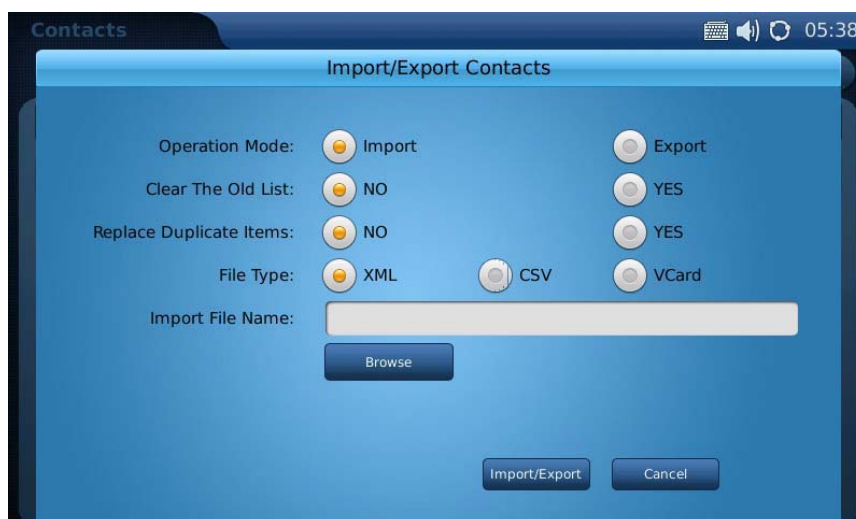 Contacts 05:38
Import/Export Contacts
Operation Mode: Import Export
Clear The Old List: NO YES
Replace Duplicate Items: NO YES
File Type: XML CSV VCard
Import File Name:
Browse
Import/Export Cancel